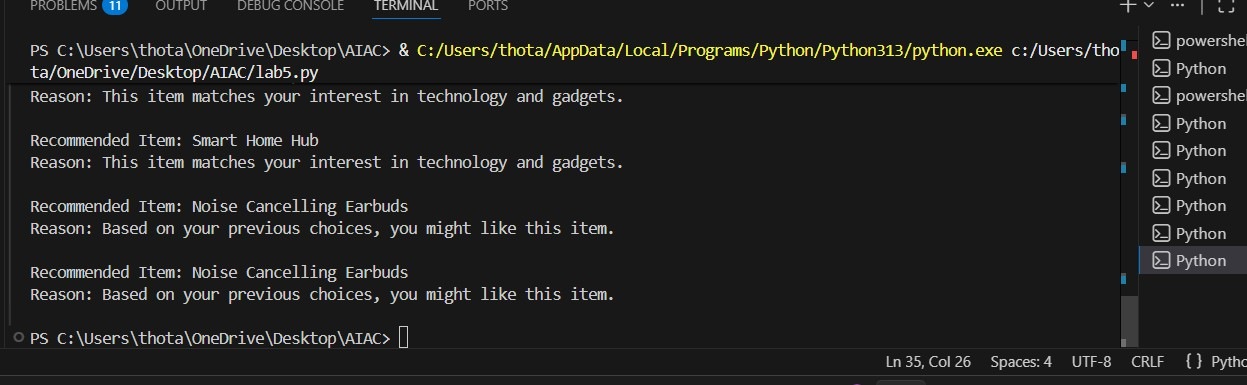 PROBLEMS 11 OUTPUT DEBUG CONSOLE TERMINAL PORTS
PS C:\Users\thota\OneDrive\Desktop\AIAC> & C:/Users/thota/AppData/Local/Programs/Python/Python313/python.exe c:/Users/tho
ta/OneDrive/Desktop/AIAC/lab5.py
Reason: This item matches your interest in technology and gadgets.
Recommended Item: Smart Home Hub
Reason: This item matches your interest in technology and gadgets.
Recommended Item: Noise Cancelling Earbuds
Reason: Based on your previous choices, you might like this item.
Recommended Item: Noise Cancelling Earbuds
Reason: Based on your previous choices, you might like this item.
PS C:\Users\thota\OneDrive\Desktop\AIAC>
powershel
Python
powershel
Python
Python
Python
Python
Python
Python
Ln 35, Col 26 Spaces: 4 UTF-8 CRLF {} Pytho